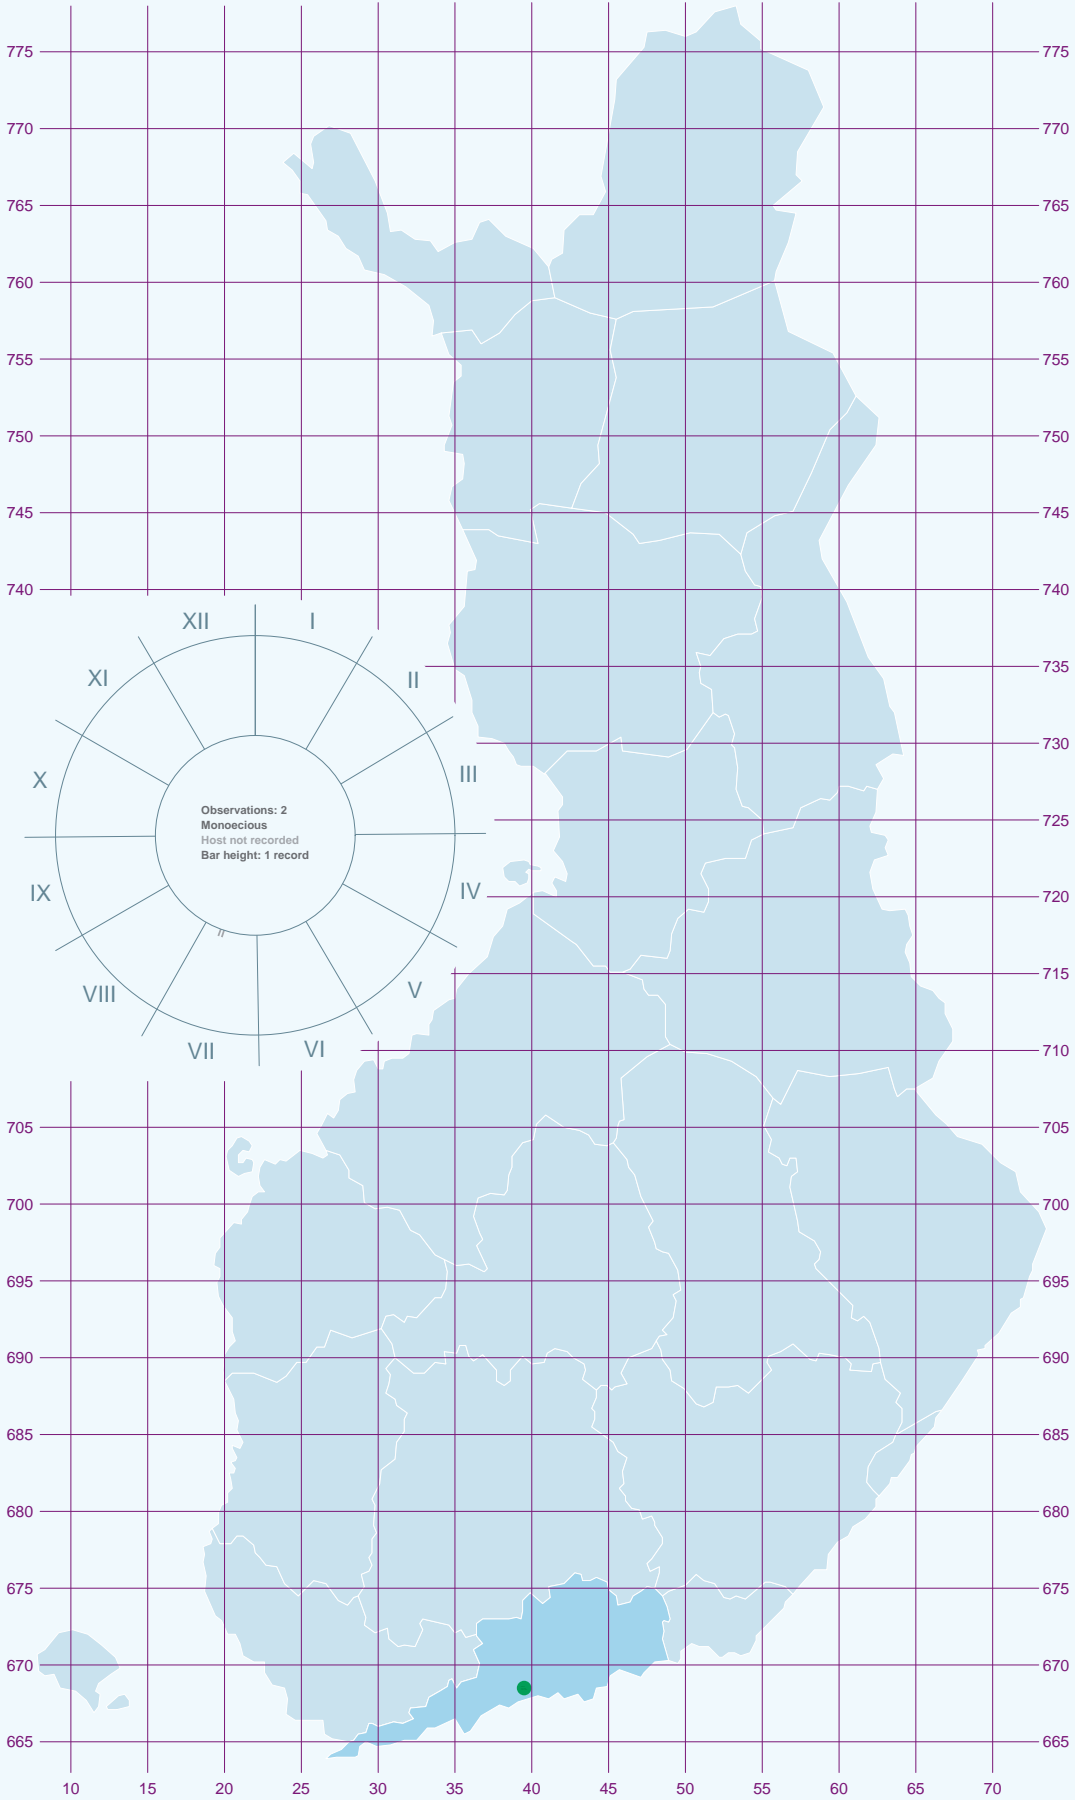 775 775
770 770
765 765
760 760
755 755
750 750
745 745
740 740
XII I
XI II
735
730
X III
Observations: 2
Monoecious
Host not recorded
Bar height: 1 record
725
IX IV
720
715
VIII V
VII VI
710
705 705
700 700
695 695
690 690
685 685
680 680
675 675
670 670
665 665
10 15 20 25 30 35 40 45 50 55 60 65 70